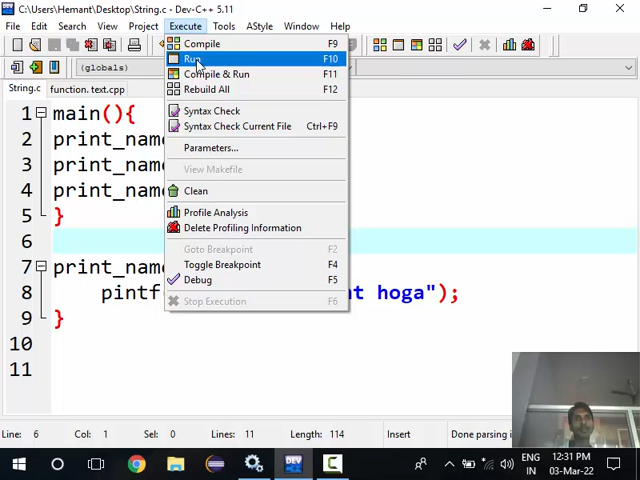 C:\Users\Hemant\Desktop\String.c - Dev-C++ 5.11
File Edit Search View Project Execute Tools AStyle Window Help
Compile F9
Run F10
Compile & Run F11
Rebuild All F12
Syntax Check
Syntax Check Current File Ctrl+F9
Parameters...
View Makefile
Clean
Profile Analysis
Delete Profiling Information
Goto Breakpoint F2
Toggle Breakpoint F4
Debug F5
Stop Execution F6
(globals)
String.c function. text.cpp
1 main(){
2 print_nam
3 print_nam
4 print_nam
5 }
6
7 print_nam
8 pintf nt hoga");
9 }
10
11
Line: 6 Col: 1 Sel: 0 Lines: 11 Length: 114 Insert Done parsing i
ENG 12:31 PM
IN 03-Mar-22